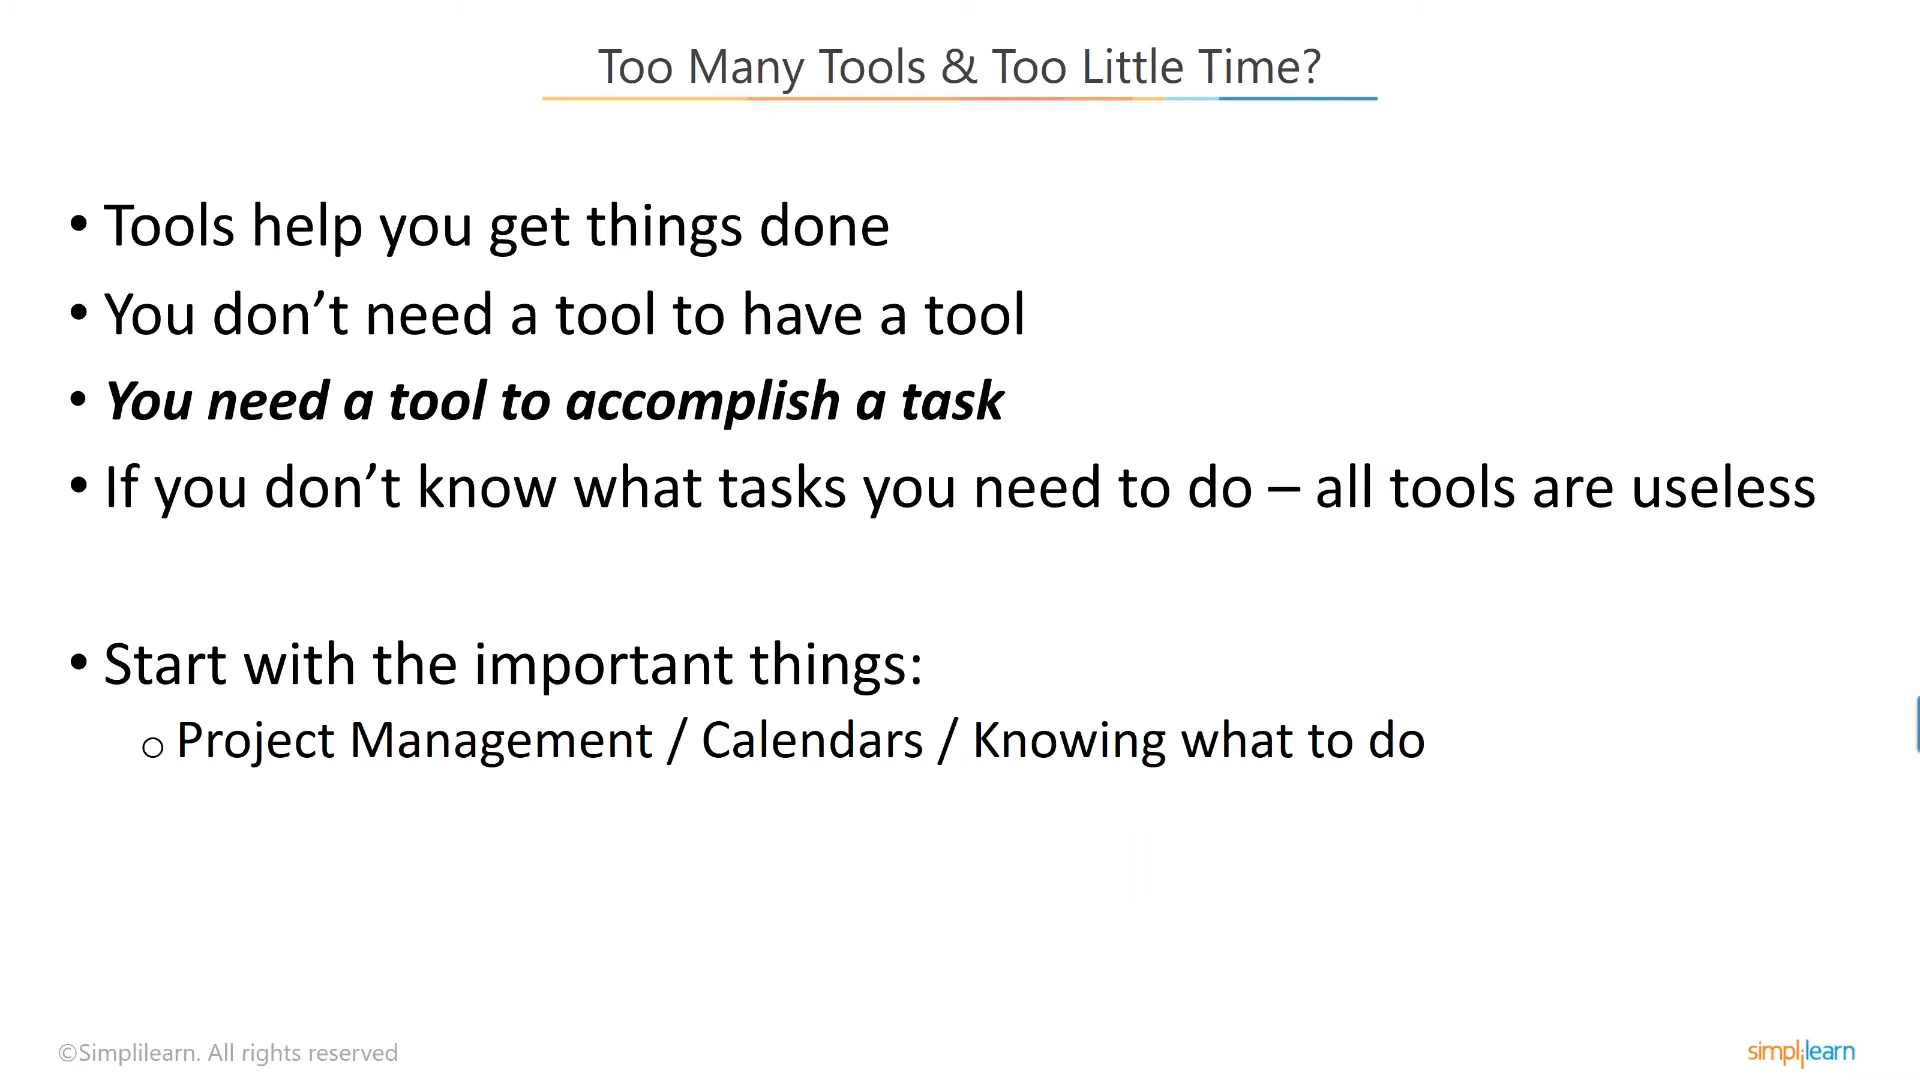 Too Many Tools & Too Little Time?
• Tools help you get things done
• You don’t need a tool to have a tool
• You need a tool to accomplish a task
• If you don’t know what tasks you need to do – all tools are useless
• Start with the important things:
o Project Management / Calendars / Knowing what to do
©Simplilearn. All rights reserved
simplilearn